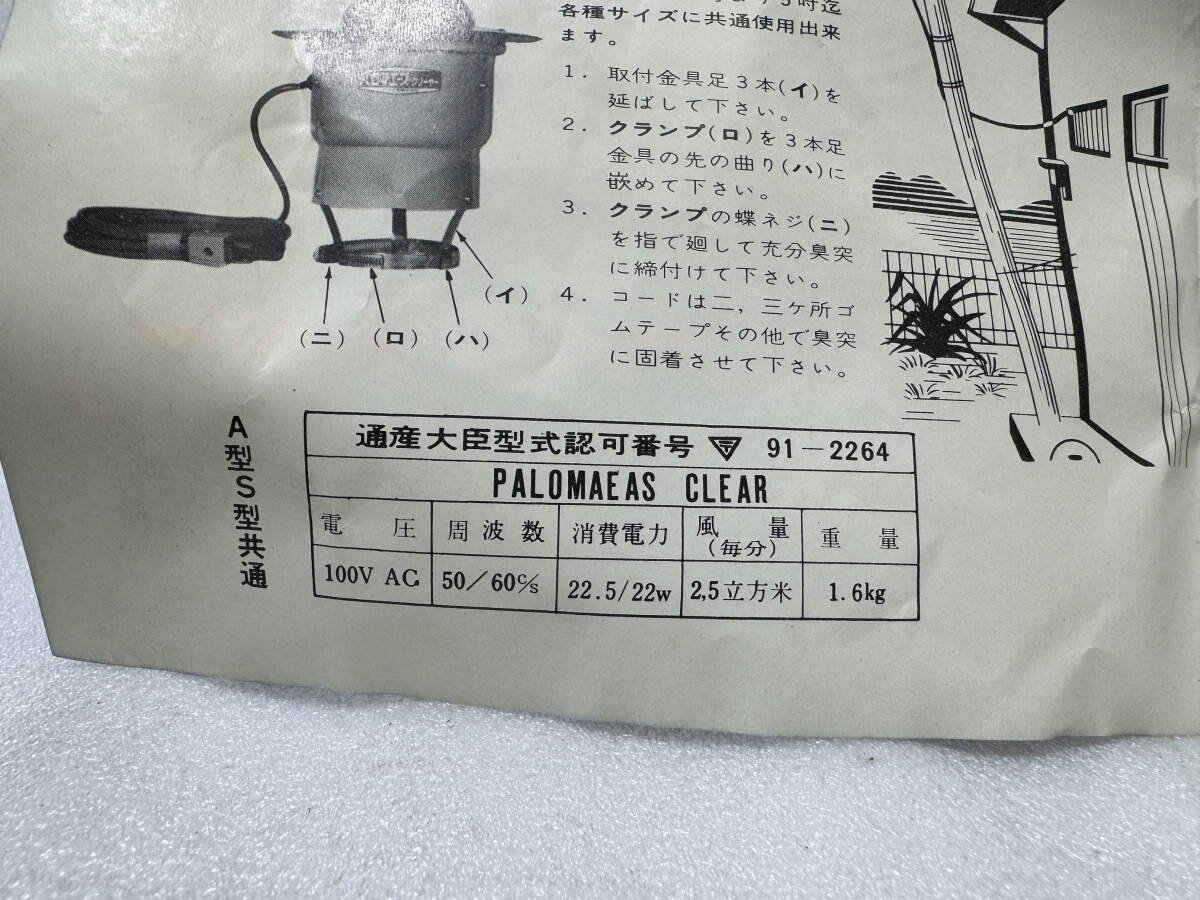 各種サイズに共通使用出来
ます。
1. 取付金具足3本(イ)を
延ばして下さい。
2. クランプ(ロ)を3本足
金具の先の曲り(ハ)に
嵌めて下さい。
3. クランプの蝶ネジ(ニ)
を指で廻して充分臭突
に締付けて下さい。
4. コードは二，三ケ所ゴ
ムテープその他で臭突
に固着させて下さい。
(イ)
(ニ) (ロ) (ハ)
A型S型共通
通産大臣型式認可番号 〒 91-2264
PALOMAEAS CLEAR
電圧 周波数 消費電力 風量(毎分) 重量
100V AC 50/60c/s 22.5/22w 2,5立方米 1.6kg